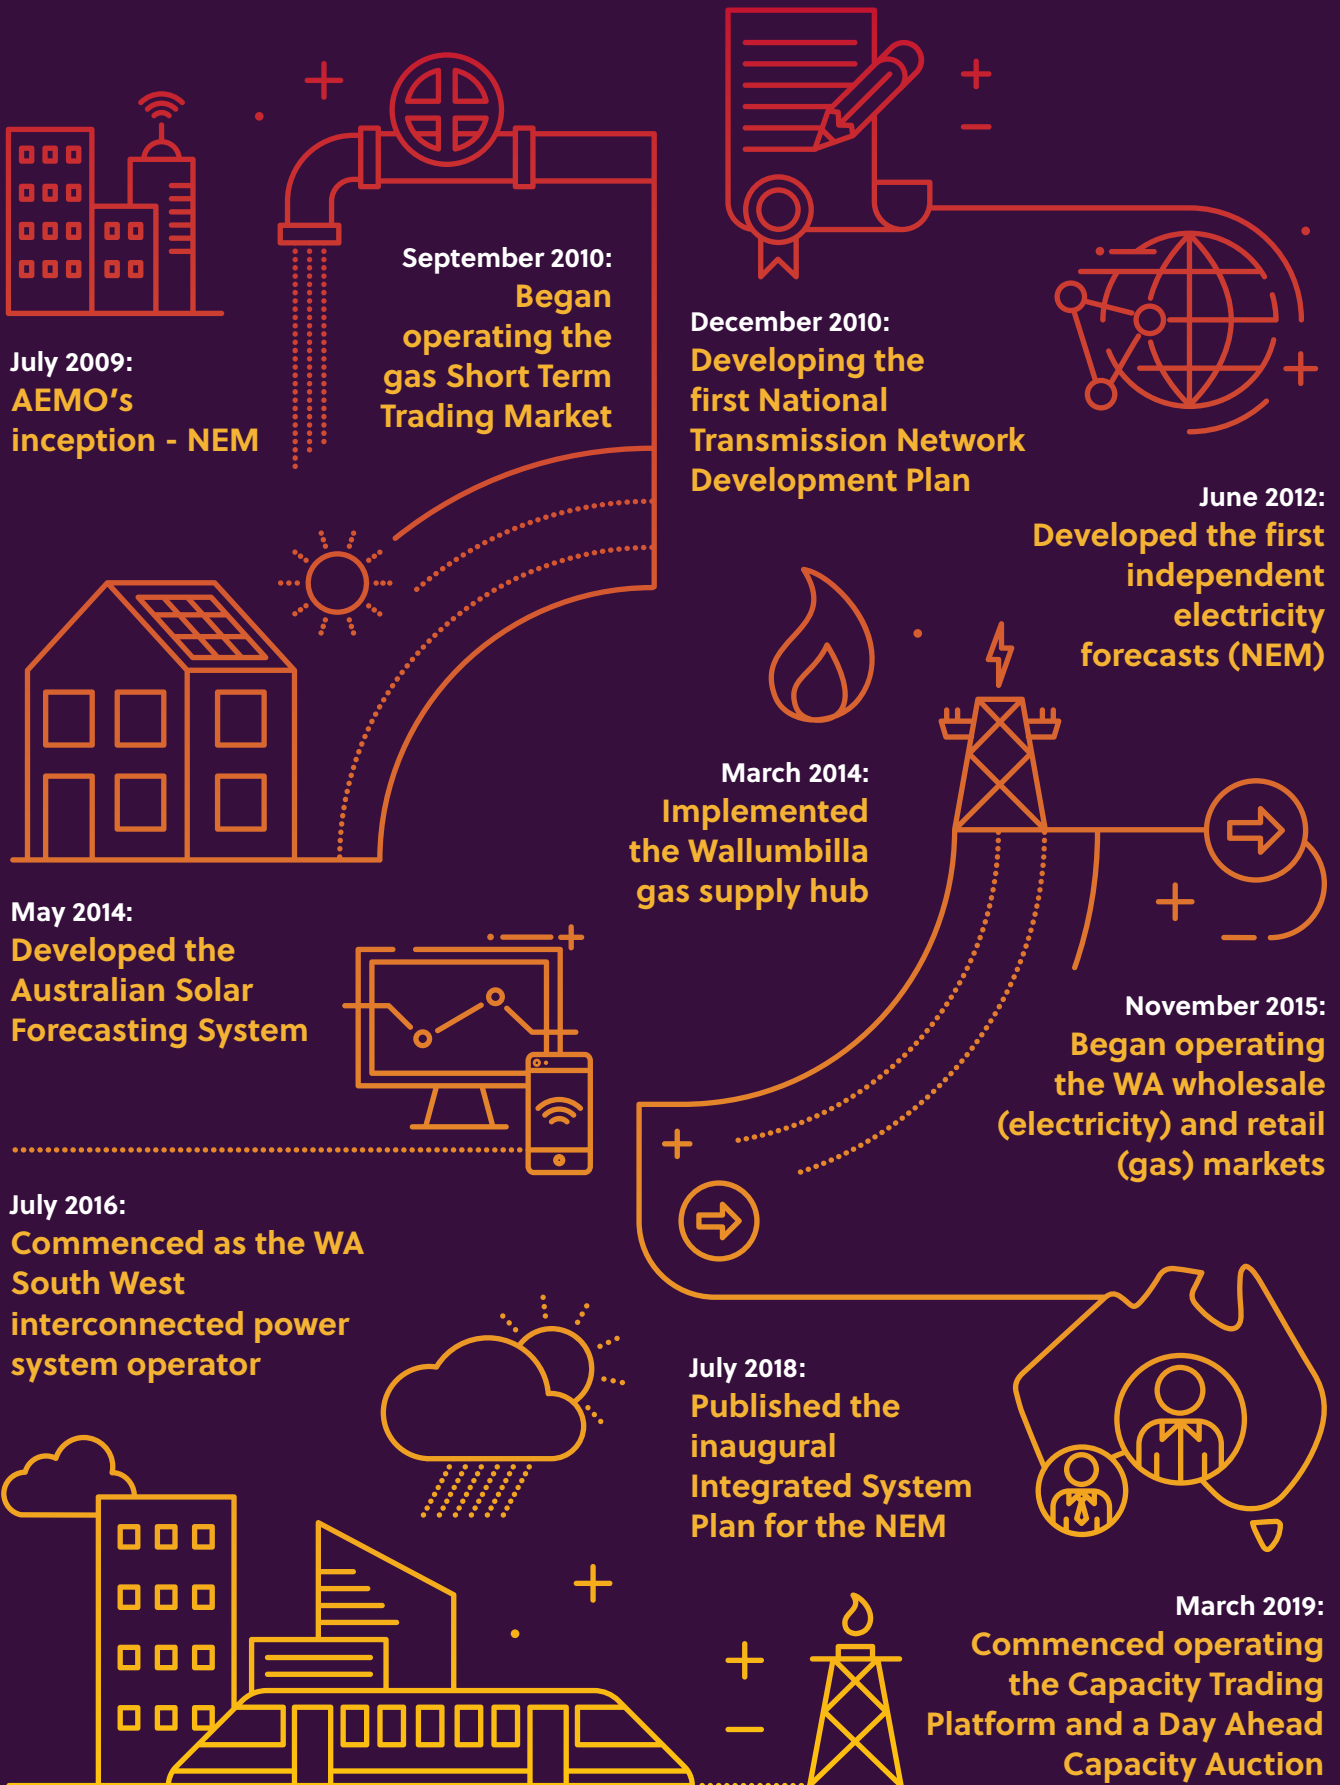 July 2009:
AEMO's
inception - NEM
September 2010:
Began
operating the
gas Short Term
Trading Market
December 2010:
Developing the
first National
Transmission Network
Development Plan
June 2012:
Developed the first
independent
electricity
forecasts (NEM)
March 2014:
Implemented
the Wallumbilla
gas supply hub
May 2014:
Developed the
Australian Solar
Forecasting System
November 2015:
Began operating
the WA wholesale
(electricity) and retail
(gas) markets
July 2016:
Commenced as the WA
South West
interconnected power
system operator
July 2018:
Published the
inaugural
Integrated System
Plan for the NEM
March 2019:
Commenced operating
the Capacity Trading
Platform and a Day Ahead
Capacity Auction